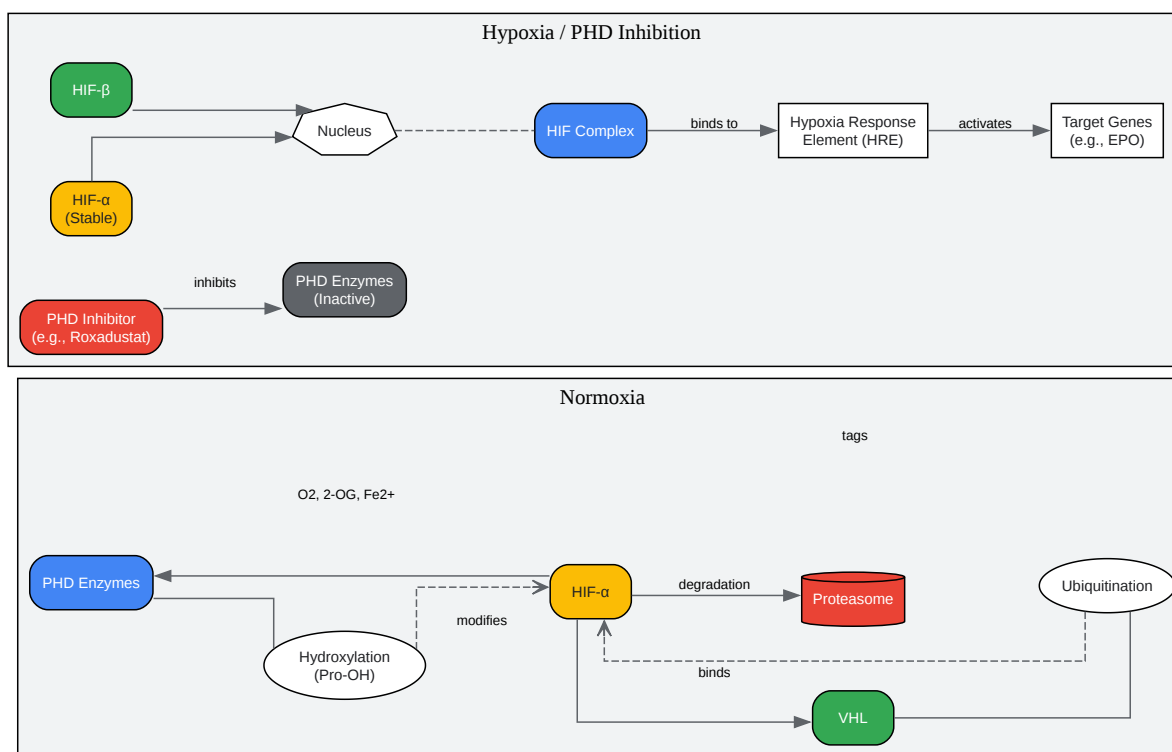 Hypoxia / PHD Inhibition
HIF-β
Nucleus
HIF Complex
binds to
Hypoxia Response
Element (HRE)
activates
Target Genes
(e.g., EPO)
HIF-α
(Stable)
inhibits
PHD Enzymes
(Inactive)
PHD Inhibitor
(e.g., Roxadustat)
Normoxia
tags
O2, 2-OG, Fe2+
PHD Enzymes
HIF-α
degradation
Proteasome
Ubiquitination
modifies
Hydroxylation
(Pro-OH)
binds
VHL